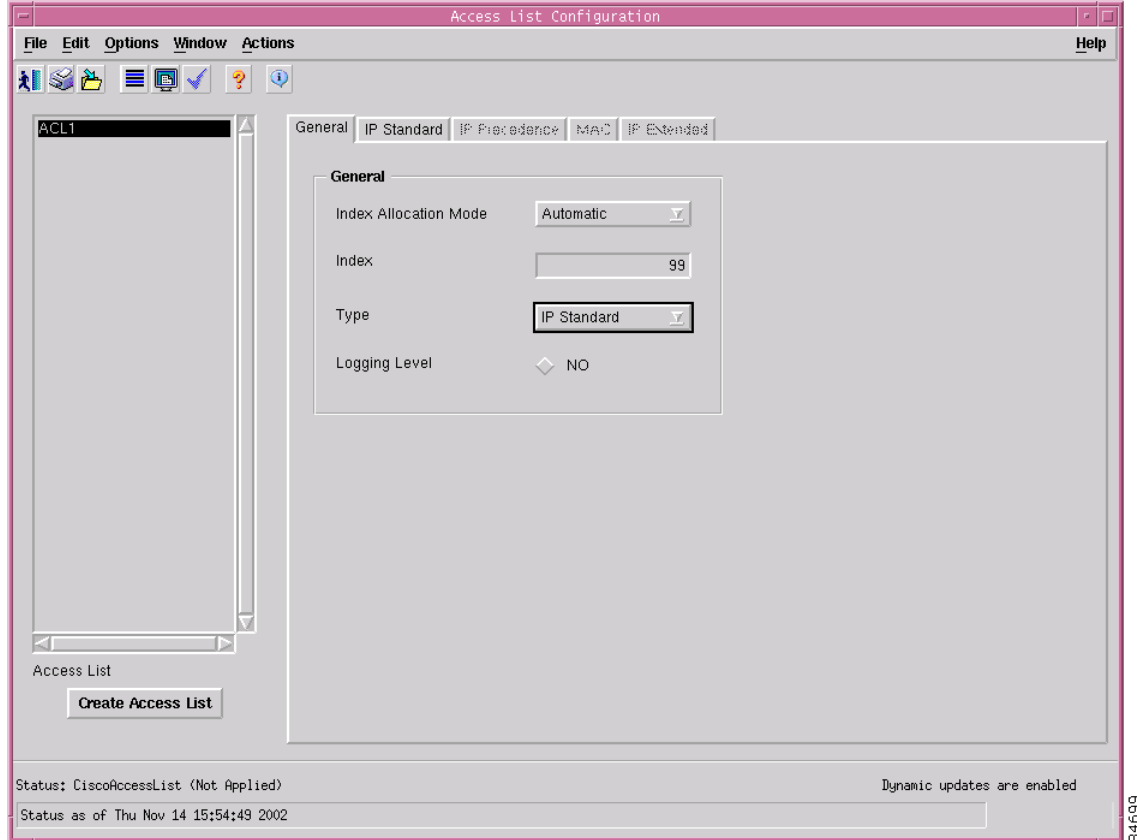 Access List Configuration
File Edit Options Window Actions Help
ACL1
General IP Standard IP Precedence MAC IP Extended
General
Index Allocation Mode Automatic
Index 99
Type IP Standard
Logging Level NO
Access List
Create Access List
Status: CiscoAccessList (Not Applied) Dynamic updates are enabled
Status as of Thu Nov 14 15:54:49 2002
84699